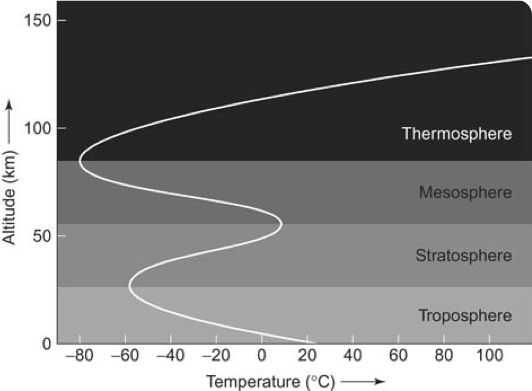 150
100
50
0
Altitude (km)
Thermosphere
Mesosphere
Stratosphere
Troposphere
–80 –60 –40 –20 0 20 40 60 80 100
Temperature (°C)